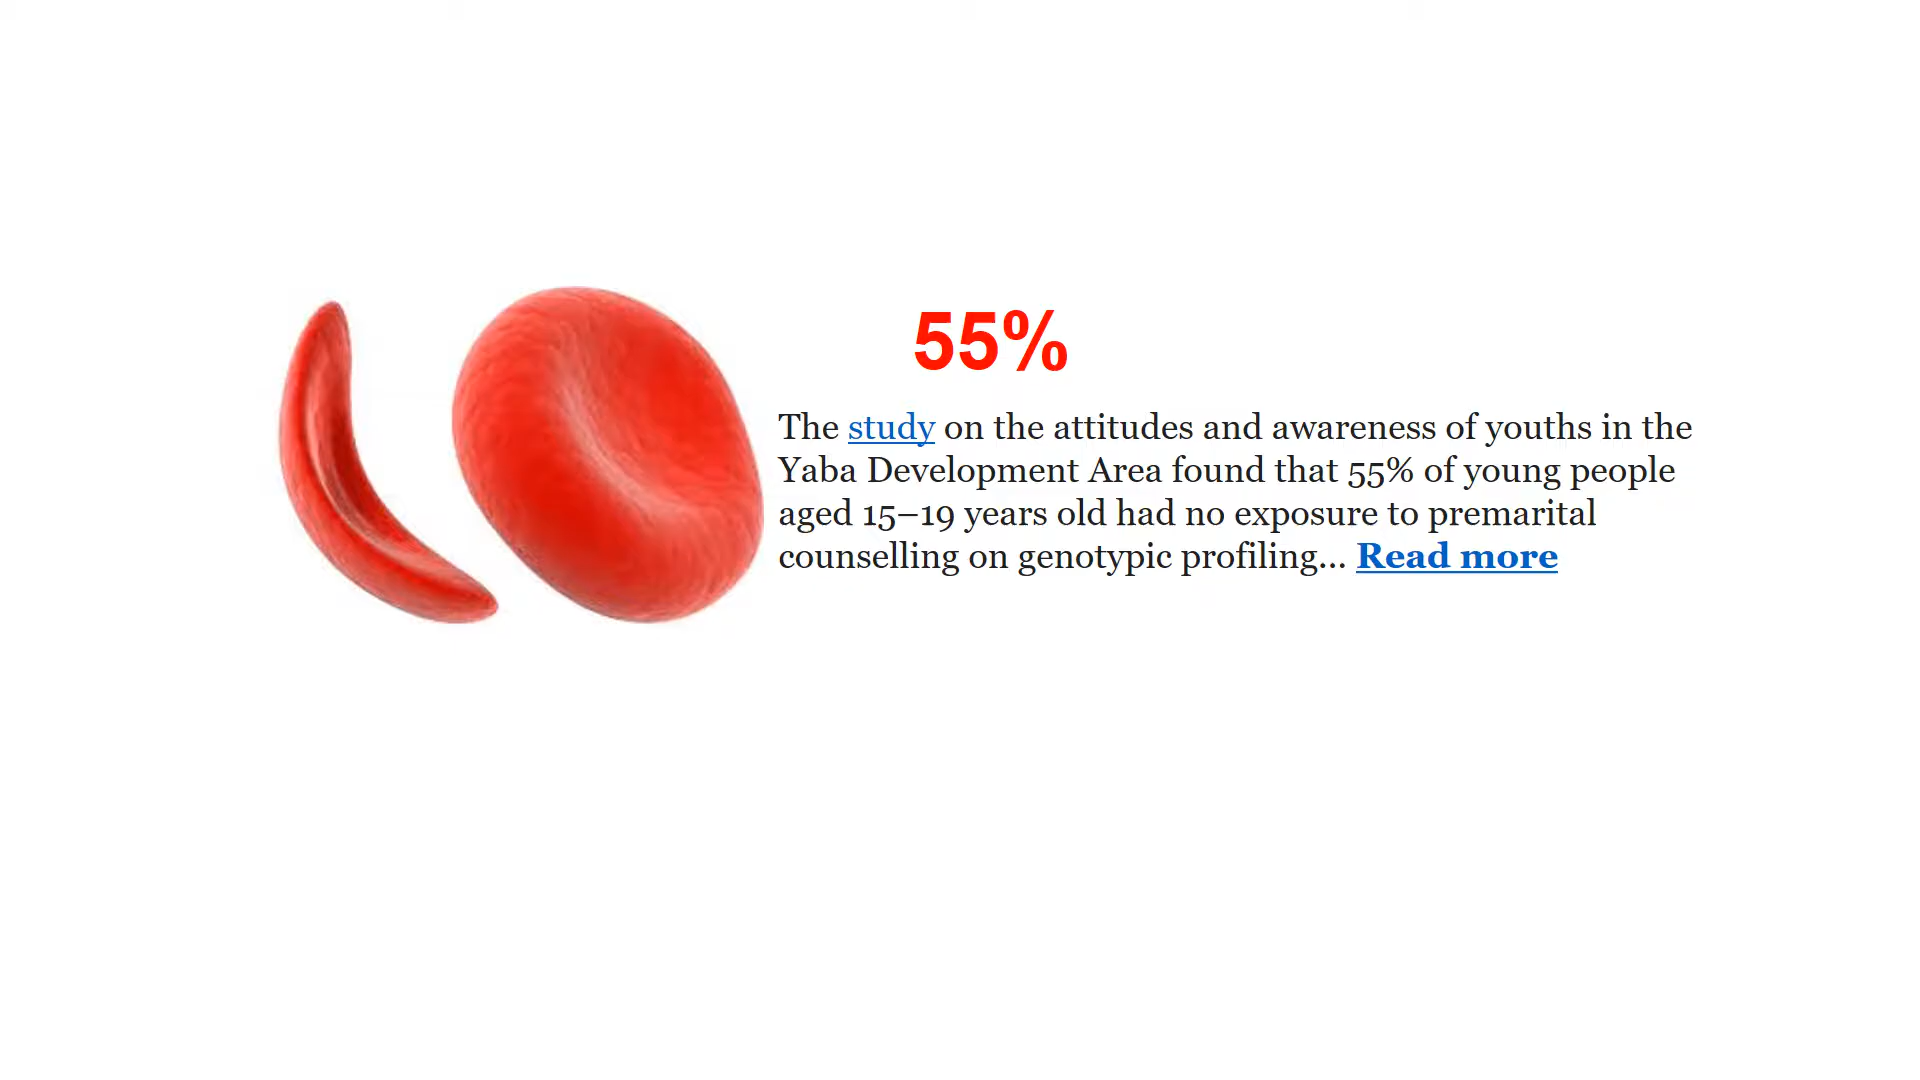 55%
The study on the attitudes and awareness of youths in the
Yaba Development Area found that 55% of young people
aged 15–19 years old had no exposure to premarital
counselling on genotypic profiling... Read more